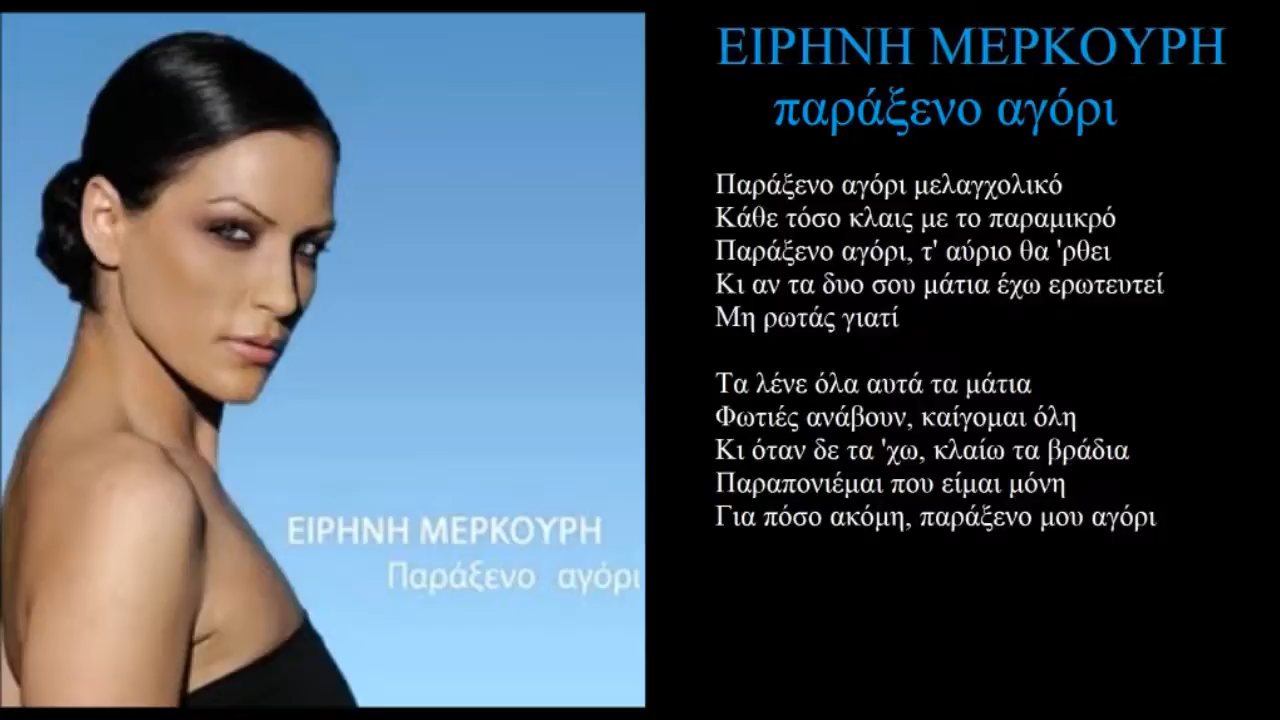 ΕΙΡΗΝΗ ΜΕΡΚΟΥΡΗ
Παράξενο αγόρι
ΕΙΡΗΝΗ ΜΕΡΚΟΥΡΗ
παράξενο αγόρι
Παράξενο αγόρι μελαγχολικό
Κάθε τόσο κλαις με το παραμικρό
Παράξενο αγόρι, τ' αύριο θα 'ρθει
Κι αν τα δυο σου μάτια έχω ερωτευτεί
Μη ρωτάς γιατί
Τα λένε όλα αυτά τα μάτια
Φωτιές ανάβουν, καίγομαι όλη
Κι όταν δε τα 'χω, κλαίω τα βράδια
Παραπονιέμαι που είμαι μόνη
Για πόσο ακόμη, παράξενο μου αγόρι